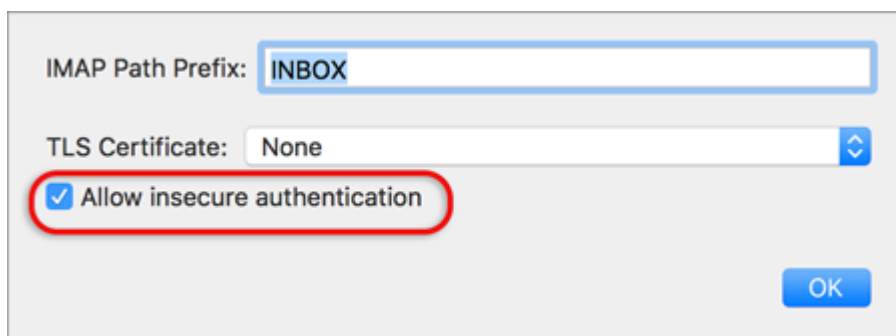 IMAP Path Prefix: INBOX
TLS Certificate: None
Allow insecure authentication
OK